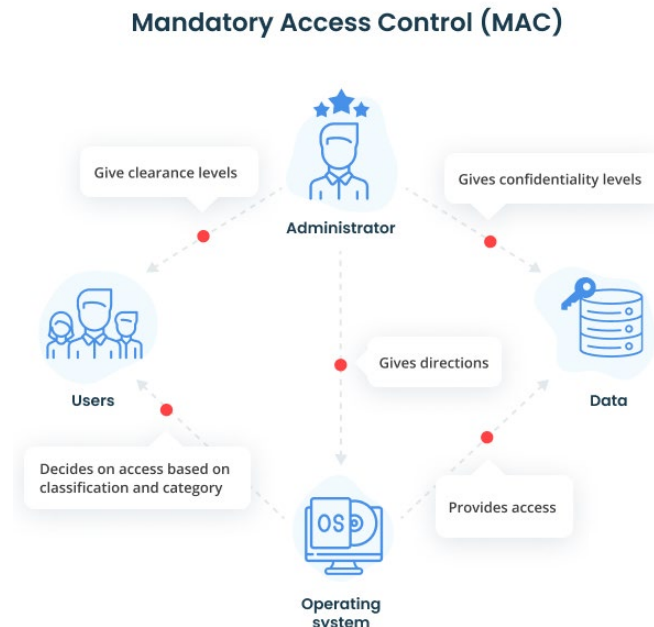 Mandatory Access Control (MAC)
Give clearance levels
Gives confidentiality levels
Administrator
Gives directions
Users
Data
Decides on access based on
classification and category
Provides access
OS
Operating
system